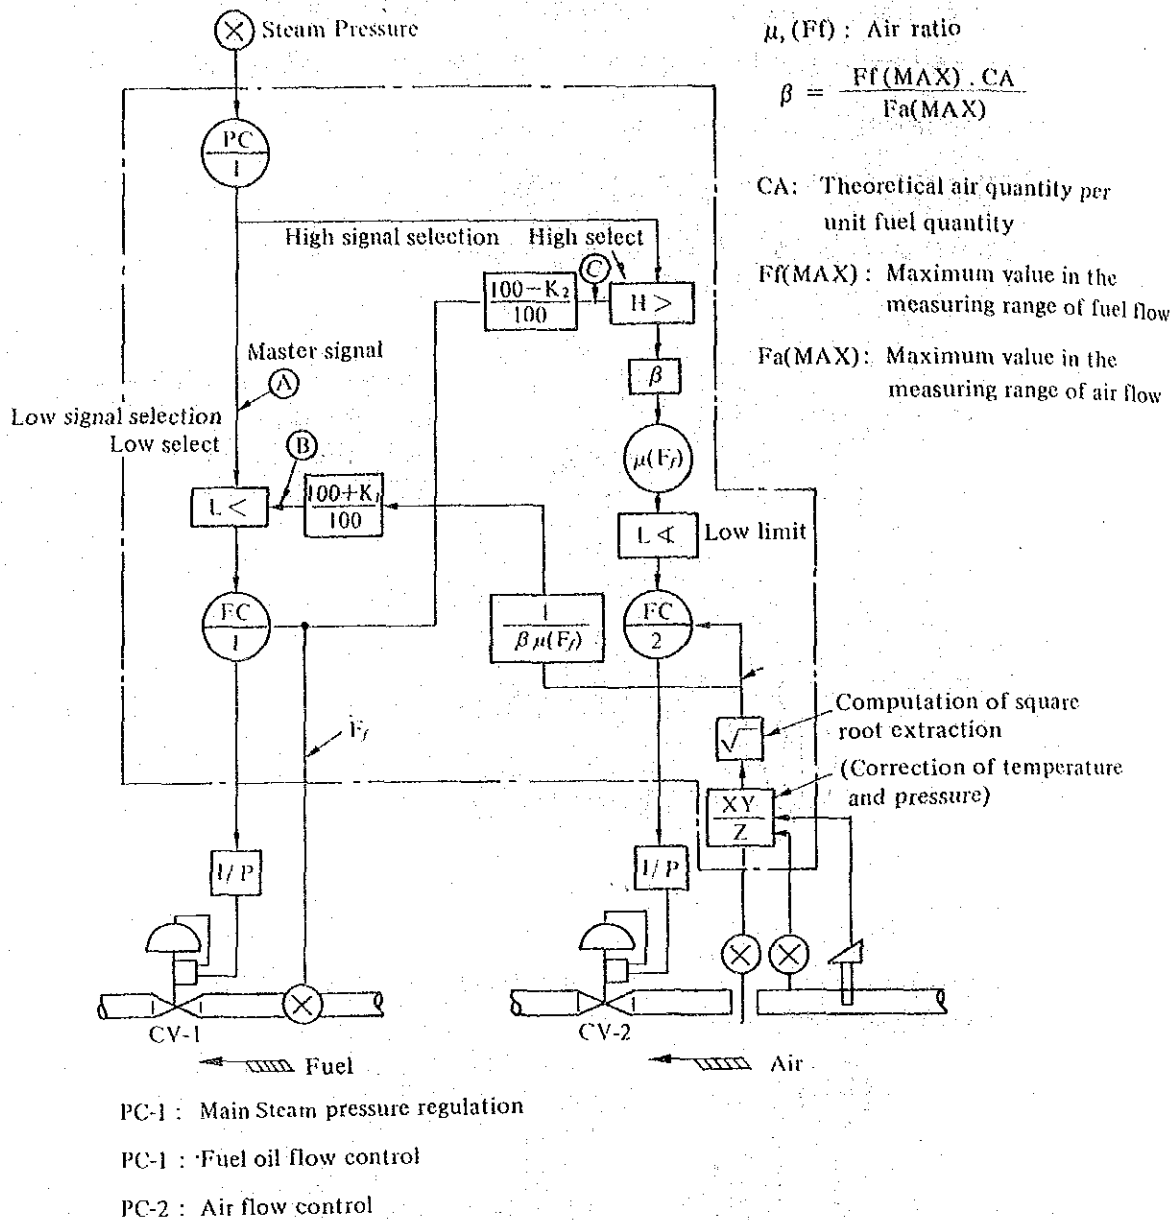 Steam Pressure
μ, (Ff) : Air ratio
β = Ff(MAX) . CA / Fa(MAX)
PC
1
CA: Theoretical air quantity per
unit fuel quantity
High signal selection High select
C
100-K₂
100
H >
Ff(MAX) : Maximum value in the
measuring range of fuel flow
Master signal
A
β
Fa(MAX): Maximum value in the
measuring range of air flow
Low signal selection
Low select
B
μ(F𝑓)
L <
100+K₁
100
L ∢ Low limit
FC
1
1
β μ(F𝑓)
FC
2
F𝑓
√
Computation of square
root extraction
(Correction of temperature
and pressure)
XY
Z
I/P
I/P
CV-1
CV-2
Fuel
Air
PC-1 : Main Steam pressure regulation
PC-1 : Fuel oil flow control
PC-2 : Air flow control